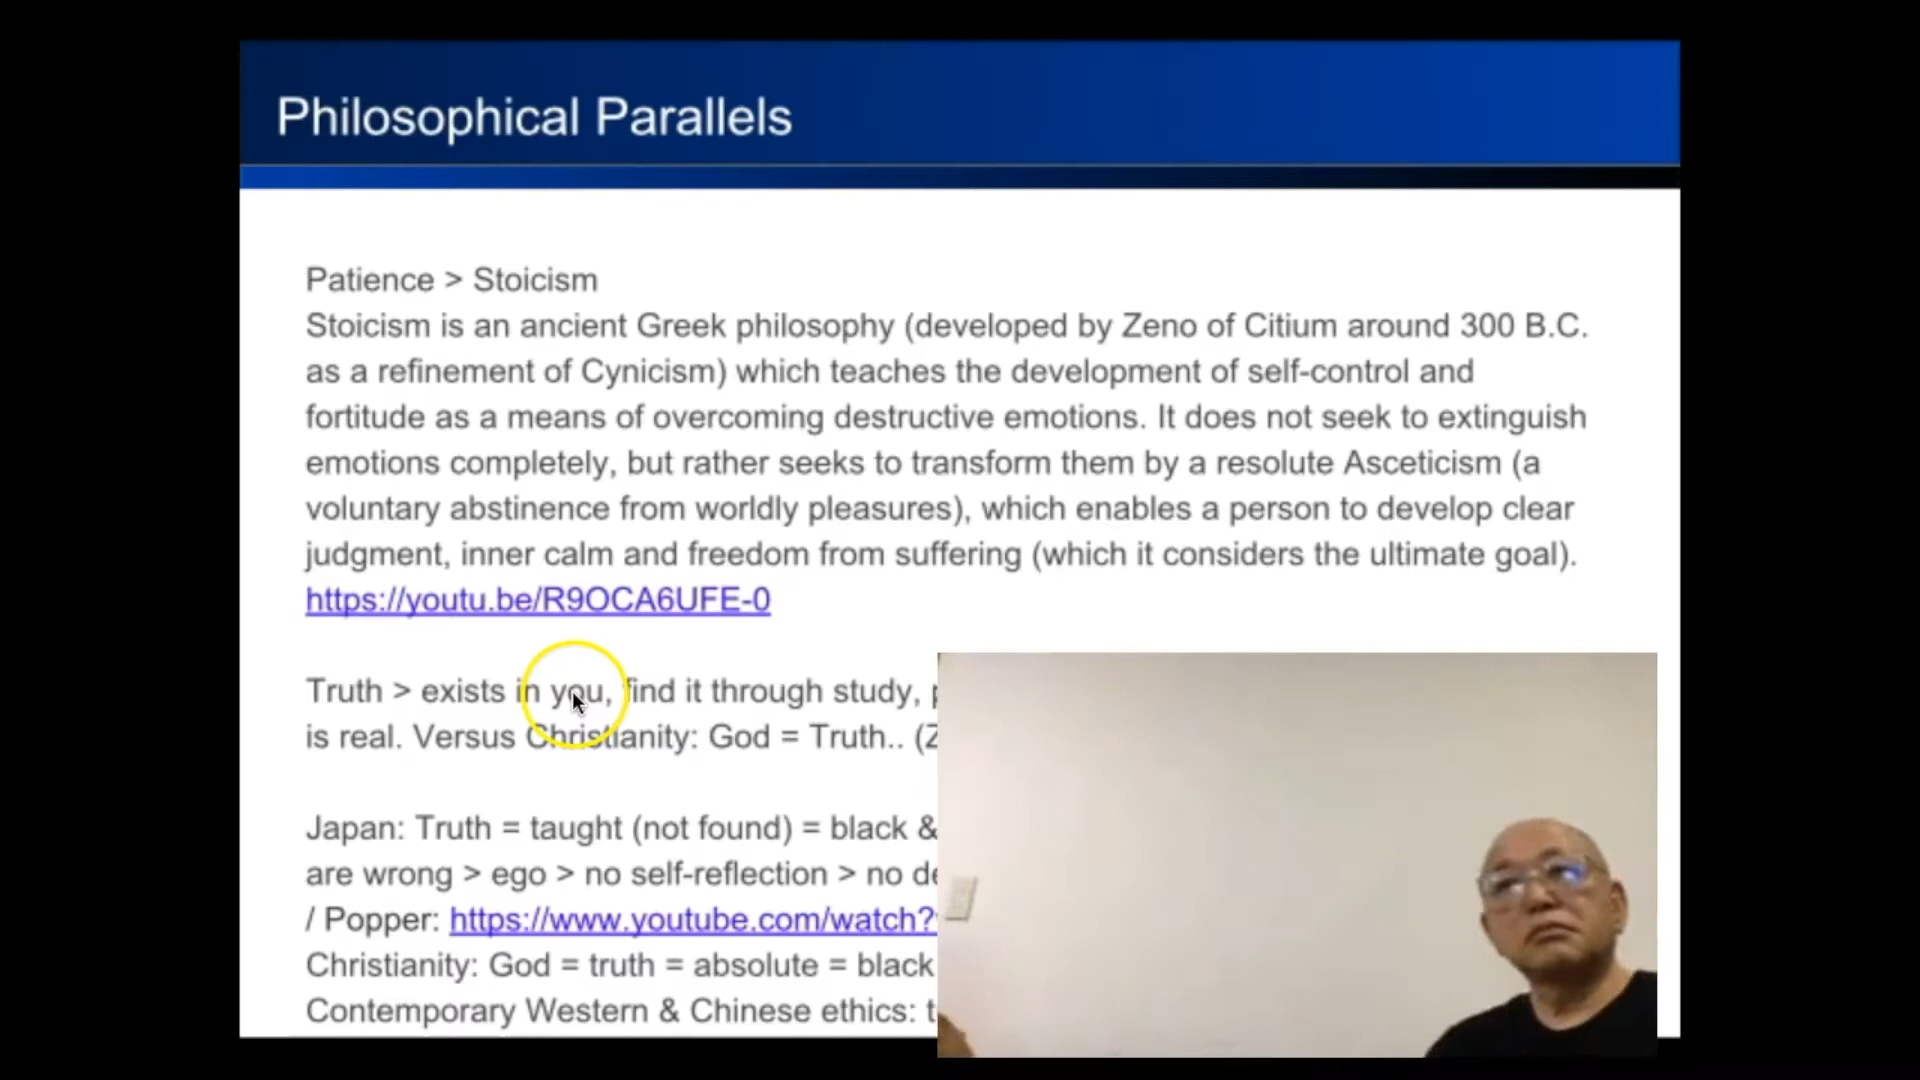 Philosophical Parallels
Patience > Stoicism
Stoicism is an ancient Greek philosophy (developed by Zeno of Citium around 300 B.C.
as a refinement of Cynicism) which teaches the development of self-control and
fortitude as a means of overcoming destructive emotions. It does not seek to extinguish
emotions completely, but rather seeks to transform them by a resolute Asceticism (a
voluntary abstinence from worldly pleasures), which enables a person to develop clear
judgment, inner calm and freedom from suffering (which it considers the ultimate goal).
https://youtu.be/R9OCA6UFE-0
Truth > exists in you, find it through study,
is real. Versus Christianity: God = Truth..
Japan: Truth = taught (not found) = black &
are wrong > ego > no self-reflection > no
/ Popper: https://www.youtube.com/watch?
Christianity: God = truth = absolute = black
Contemporary Western & Chinese ethics: